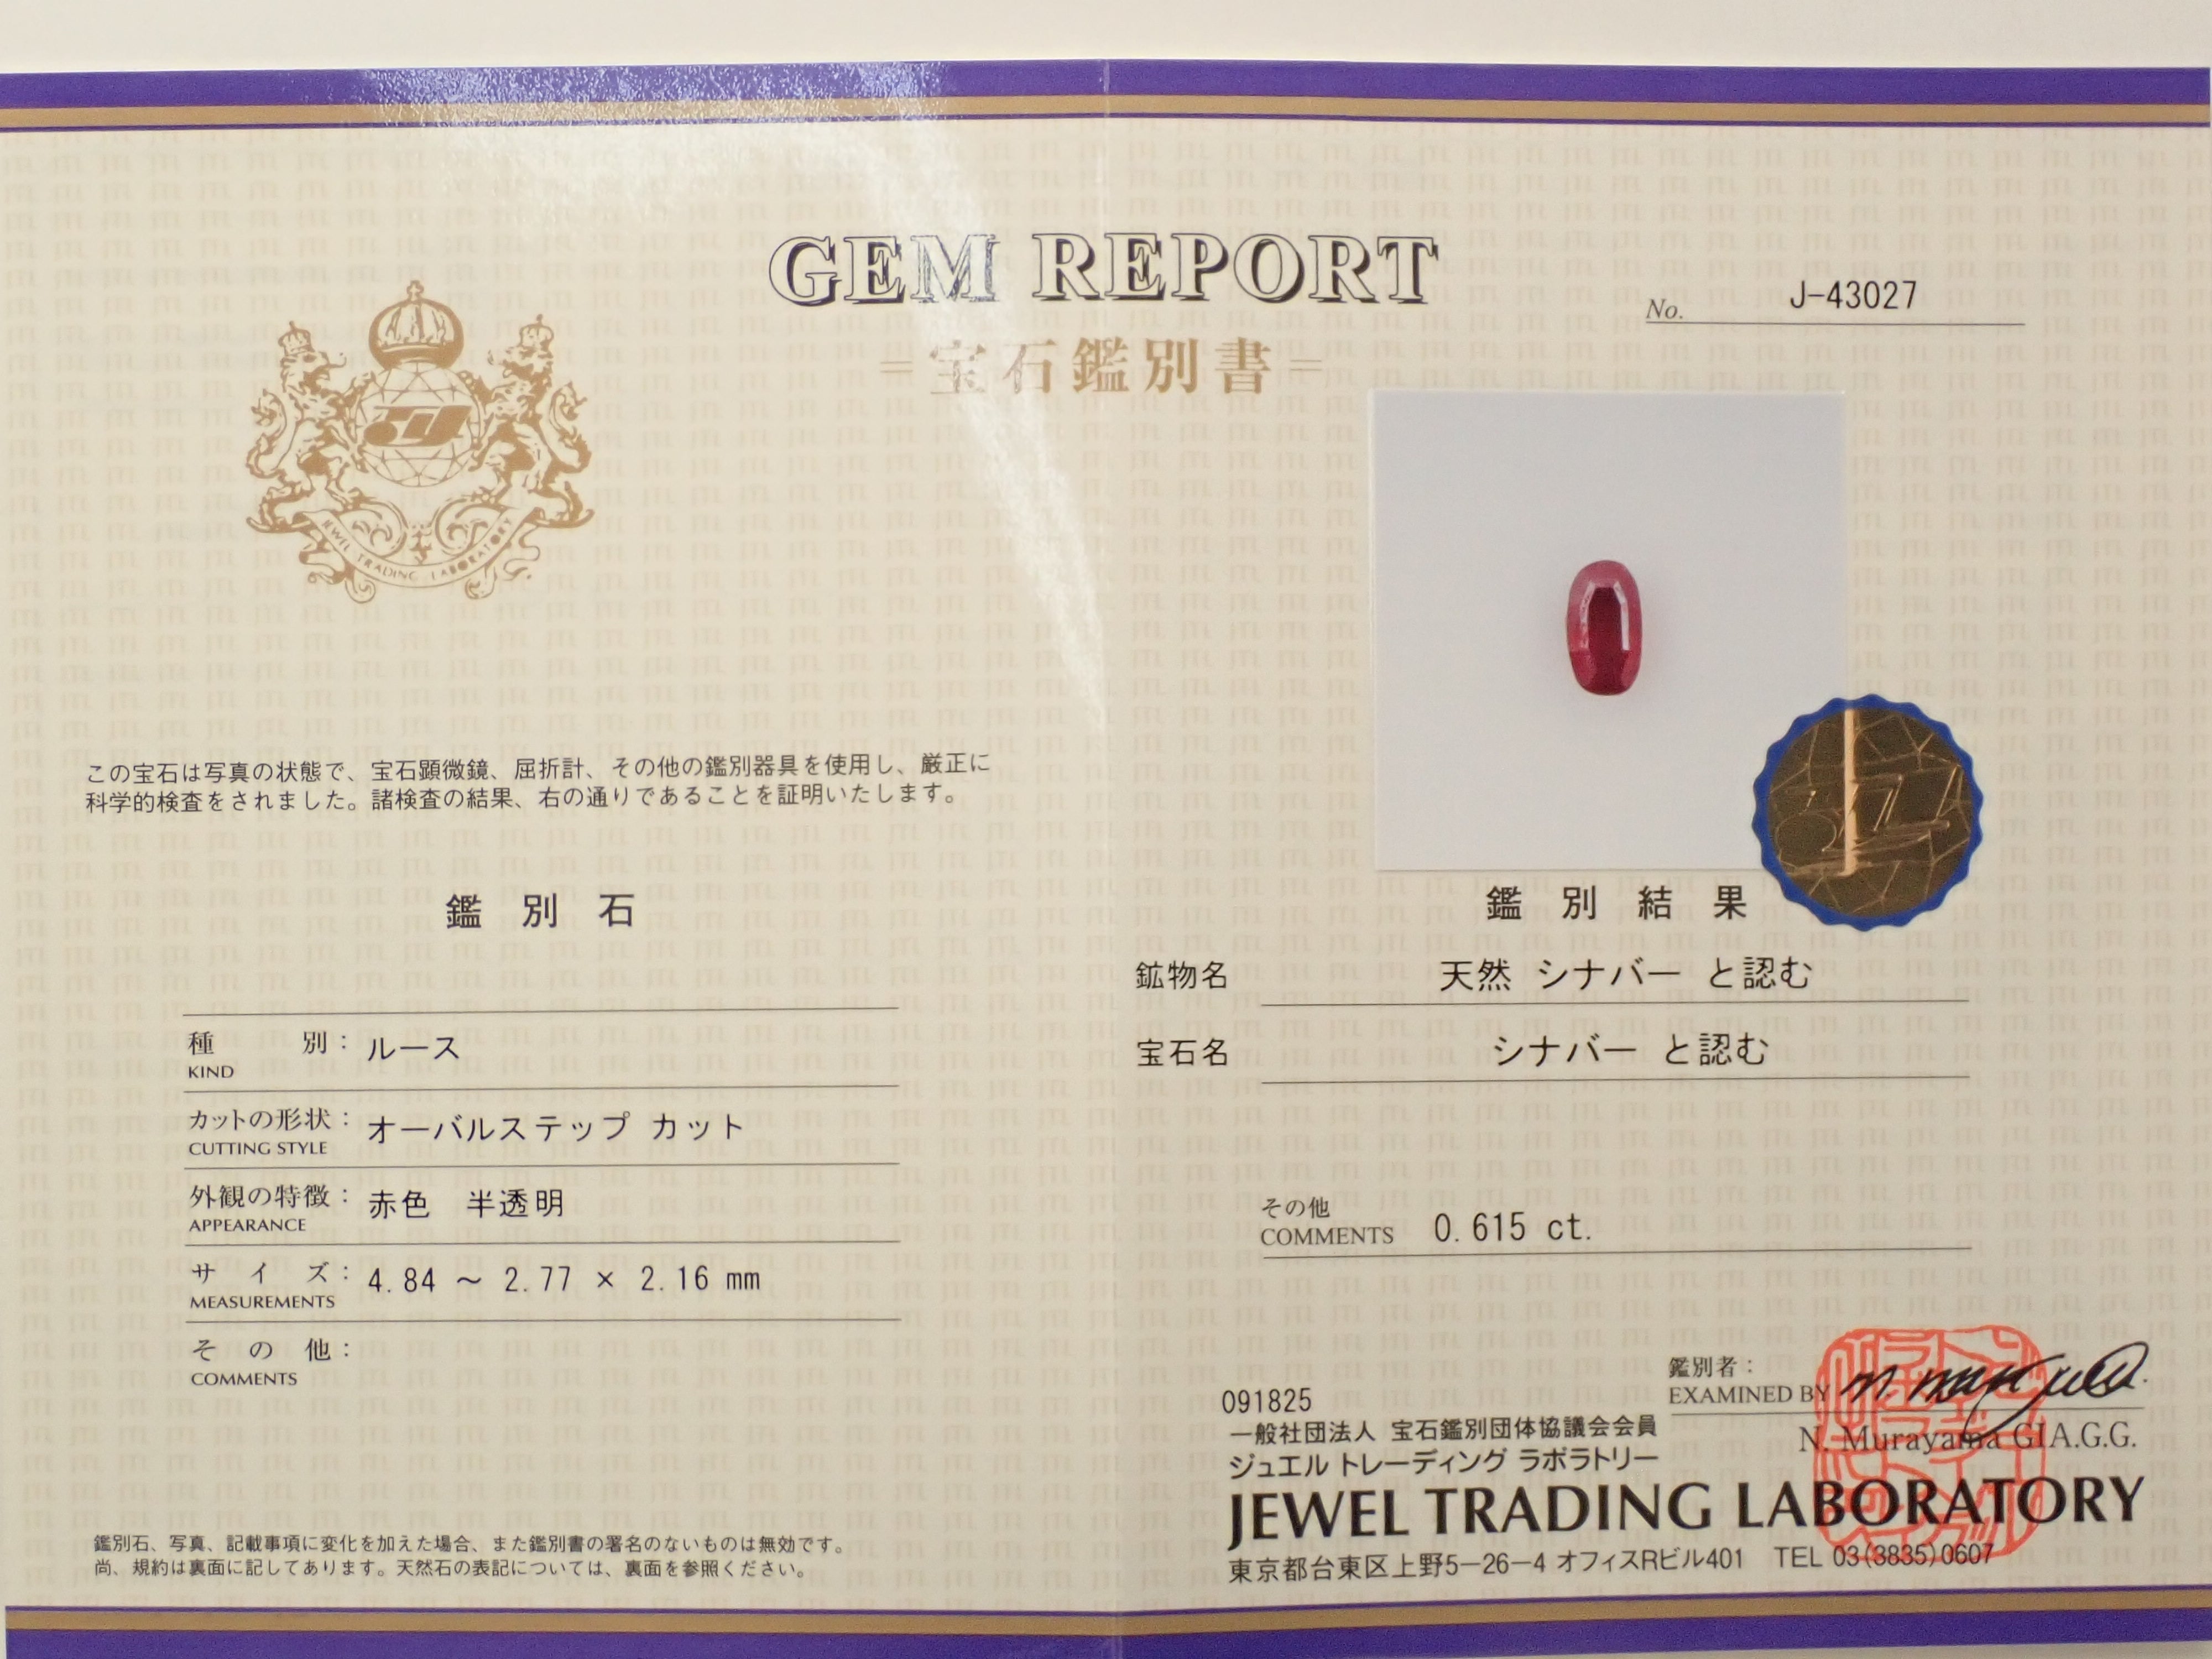 GEM REPORT
=宝石鑑別書=
No. J-43027
TRADING LABORATORY
この宝石は写真の状態で、宝石顕微鏡、屈折計、その他の鑑別器具を使用し、厳正に
科学的検査をされました。諸検査の結果、右の通りであることを証明いたします。
鑑別石
種別: ルース
KIND
カットの形状: オーバルステップ カット
CUTTING STYLE
外観の特徴: 赤色 半透明
APPEARANCE
サイズ: 4.84 ～ 2.77 × 2.16 mm
MEASUREMENTS
その他:
COMMENTS
鑑別石、写真、記載事項に変化を加えた場合、また鑑別書の署名のないものは無効です。
尚、規約は裏面に記してあります。天然石の表記については、裏面を参照ください。
鑑別結果
鉱物名 天然 シナバー と認む
宝石名 シナバー と認む
その他
COMMENTS 0.615 ct.
鑑別者:
EXAMINED BY
N. Murayama GIA.G.G.
091825
一般社団法人 宝石鑑別団体協議会会員
ジュエル トレーディング ラボラトリー
JEWEL TRADING LABORATORY
東京都台東区上野5−26−4 オフィスRビル401 TEL 03(3835)0607